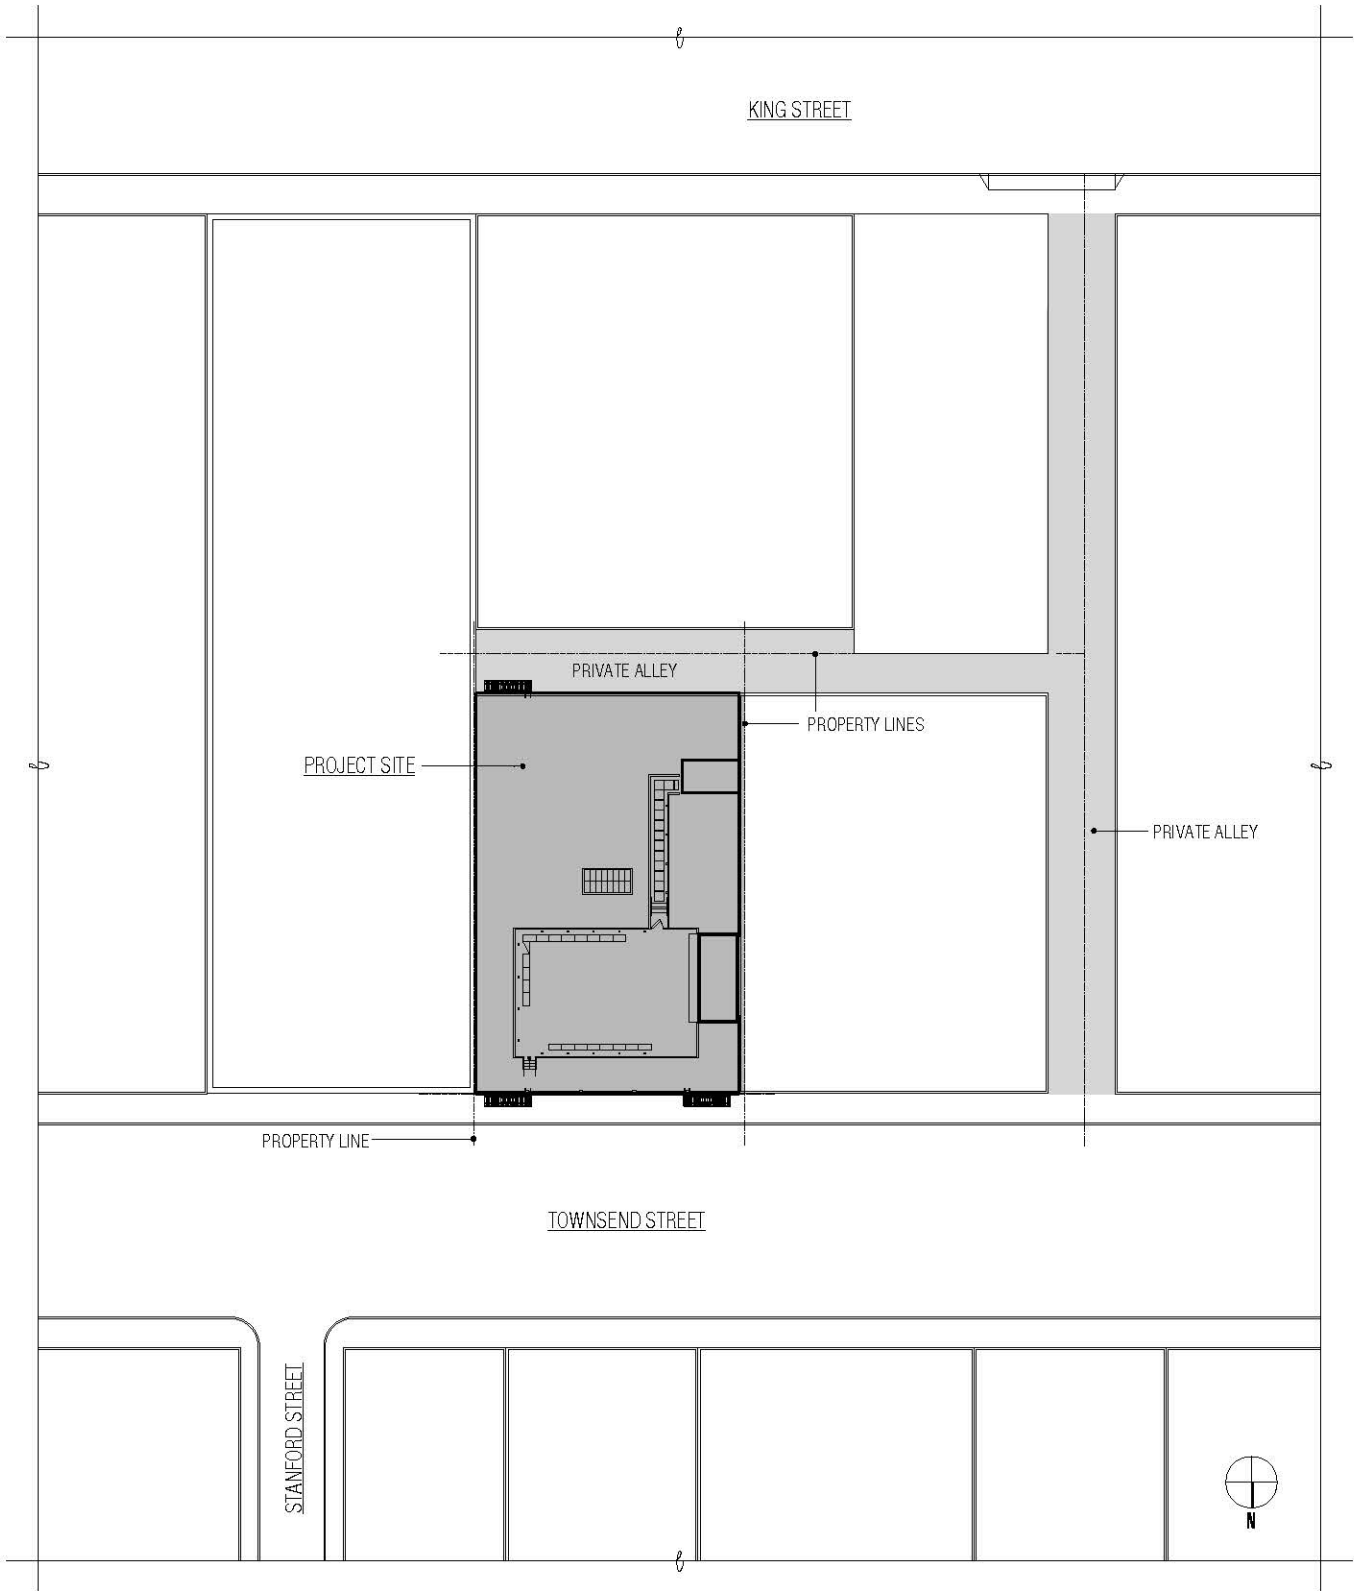 KING STREET
PRIVATE ALLEY
PROPERTY LINES
PROJECT SITE
PRIVATE ALLEY
PROPERTY LINE
TOWNSEND STREET
STANFORD STREET
N